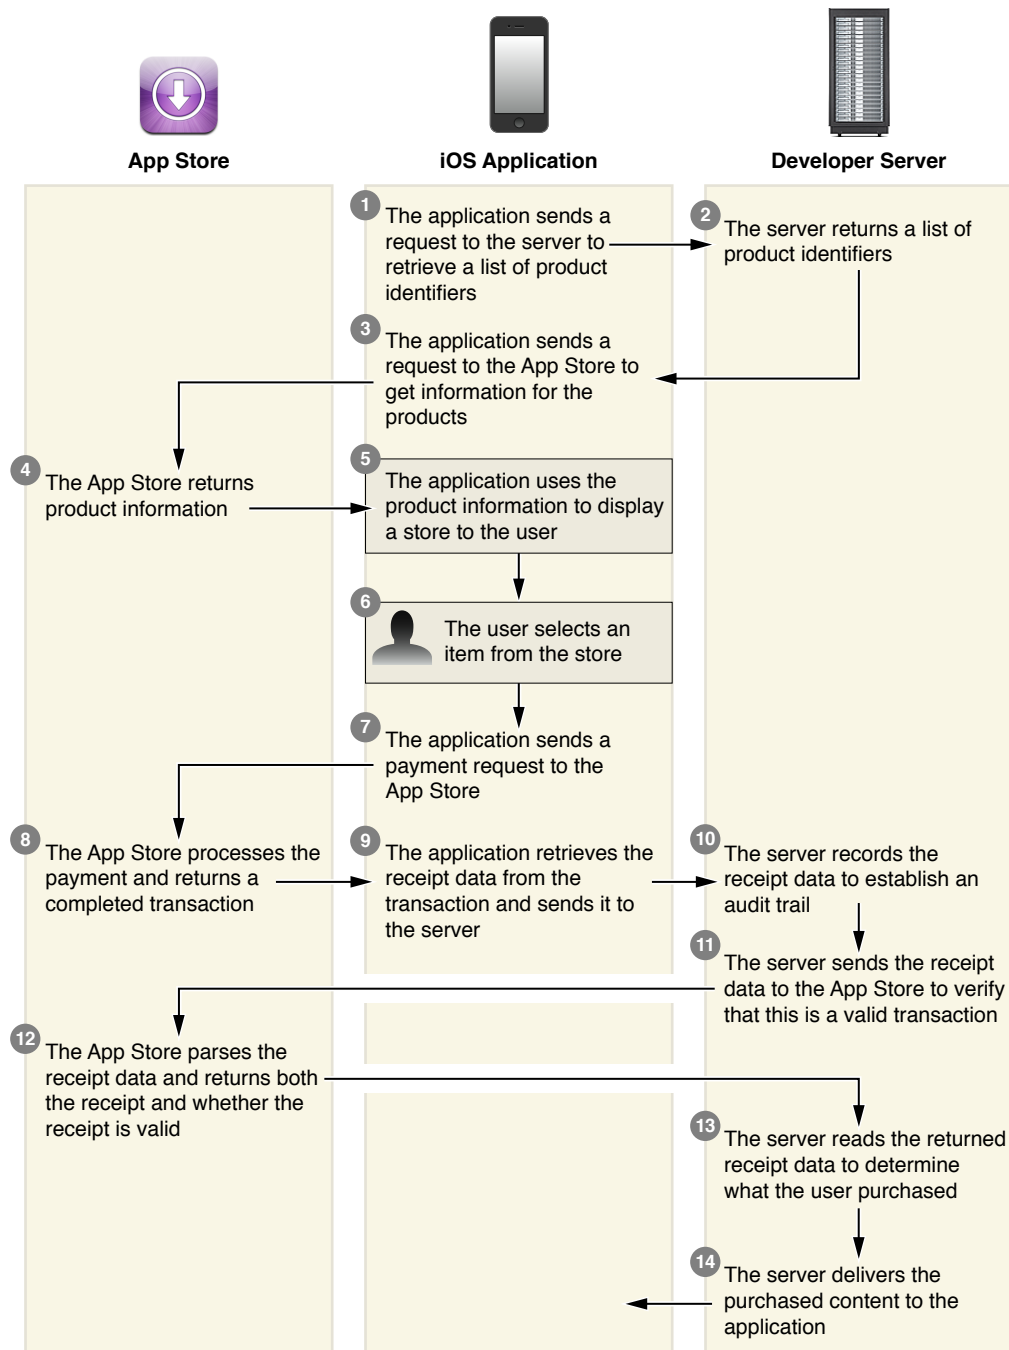 App Store
iOS Application
Developer Server
1
The application sends a
request to the server to
retrieve a list of product
identifiers
2
The server returns a list of
product identifiers
3
The application sends a
request to the App Store to
get information for the
products
4
The App Store returns
product information
5
The application uses the
product information to display
a store to the user
6
The user selects an
item from the store
7
The application sends a
payment request to the
App Store
8
The App Store processes the
payment and returns a
completed transaction
9
The application retrieves the
receipt data from the
transaction and sends it to
the server
10
The server records the
receipt data to establish an
audit trail
11
The server sends the receipt
data to the App Store to verify
that this is a valid transaction
12
The App Store parses the
receipt data and returns both
the receipt and whether the
receipt is valid
13
The server reads the returned
receipt data to determine
what the user purchased
14
The server delivers the
purchased content to the
application